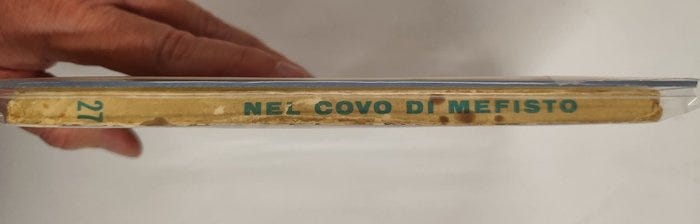 27
NEL COVO DI MEFISTO